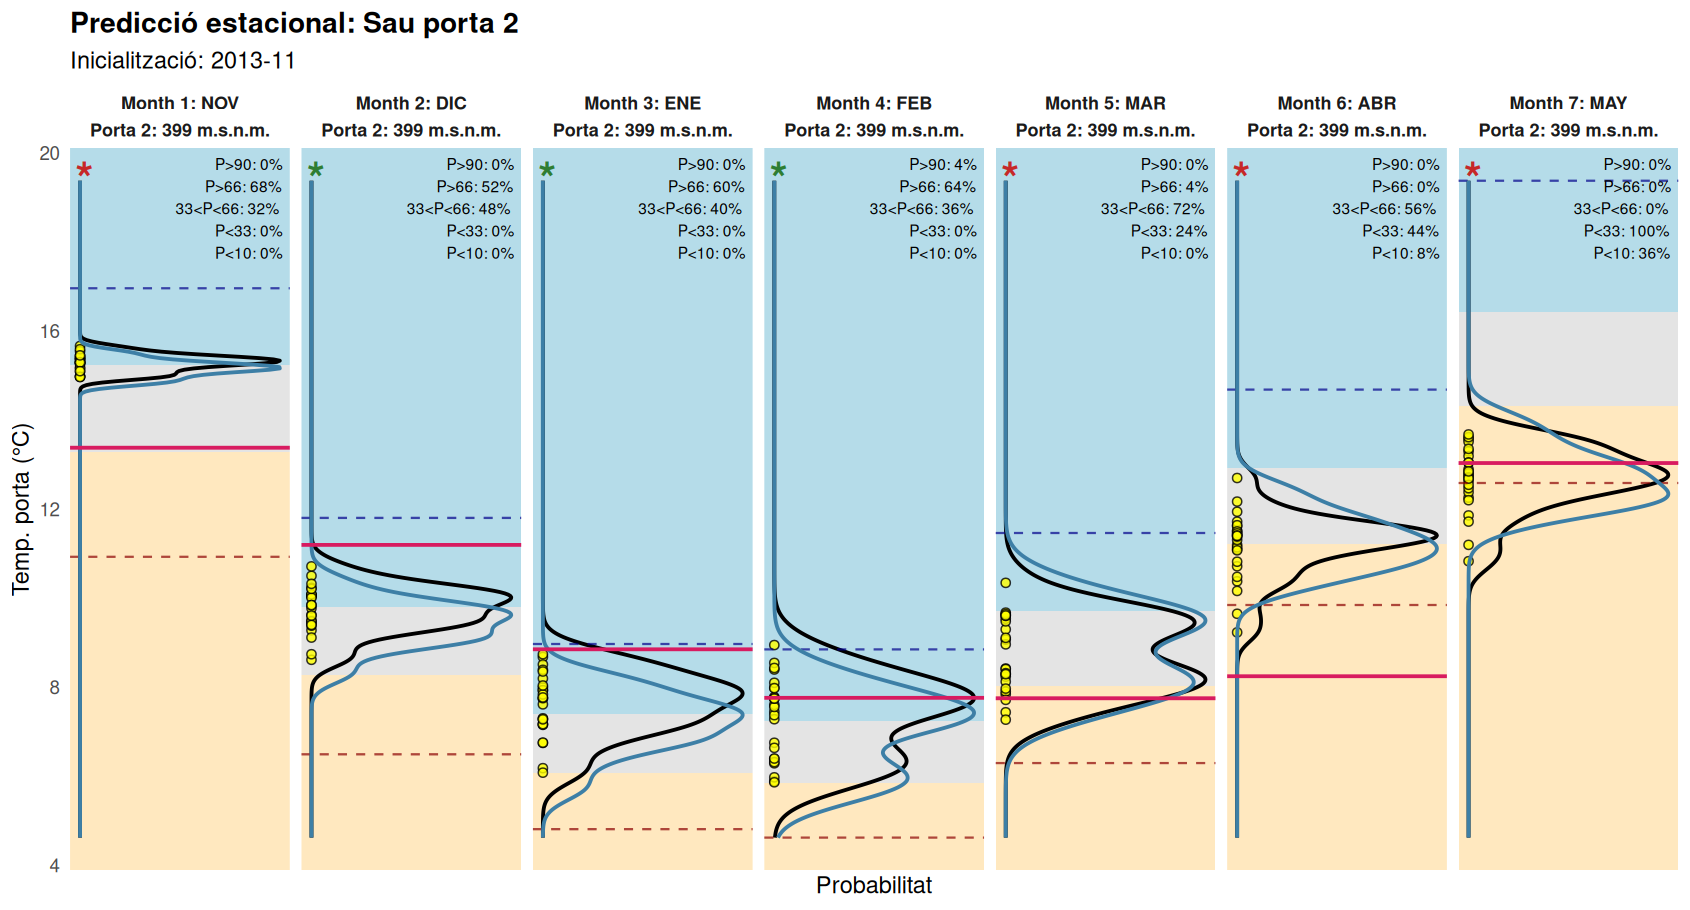 Predicció estacional: Sau porta 2
Inicialització: 2013-11
Month 1: NOV
Porta 2: 399 m.s.n.m.
Month 2: DIC
Porta 2: 399 m.s.n.m.
Month 3: ENE
Porta 2: 399 m.s.n.m.
Month 4: FEB
Porta 2: 399 m.s.n.m.
Month 5: MAR
Porta 2: 399 m.s.n.m.
Month 6: ABR
Porta 2: 399 m.s.n.m.
Month 7: MAY
Porta 2: 399 m.s.n.m.
*
P>90: 0%
P>66: 68%
33<P<66: 32%
P<33: 0%
P<10: 0%
*
P>90: 0%
P>66: 52%
33<P<66: 48%
P<33: 0%
P<10: 0%
*
P>90: 0%
P>66: 60%
33<P<66: 40%
P<33: 0%
P<10: 0%
*
P>90: 4%
P>66: 64%
33<P<66: 36%
P<33: 0%
P<10: 0%
*
P>90: 0%
P>66: 4%
33<P<66: 72%
P<33: 24%
P<10: 0%
*
P>90: 0%
P>66: 0%
33<P<66: 56%
P<33: 44%
P<10: 8%
*
P>90: 0%
P>66: 0%
33<P<66: 0%
P<33: 100%
P<10: 36%
20
16
12
8
4
Temp. porta (°C)
Probabilitat